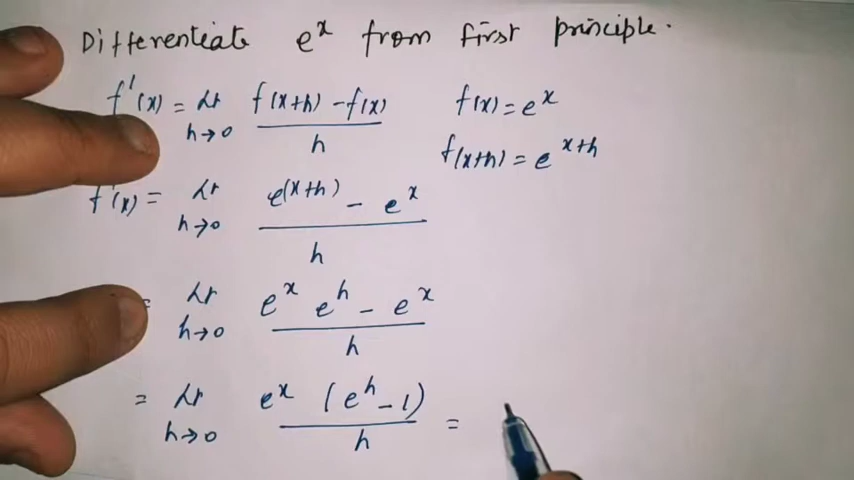 Differentiate e^x from first principle.
f'(x) = Lt h→0 f(x+h) - f(x) / h f(x) = e^x
f(x+h) = e^x+h
f'(x) = Lt h→0 e^(x+h) - e^x / h
= Lt h→0 e^x e^h - e^x / h
= Lt h→0 e^x (e^h - 1) / h =